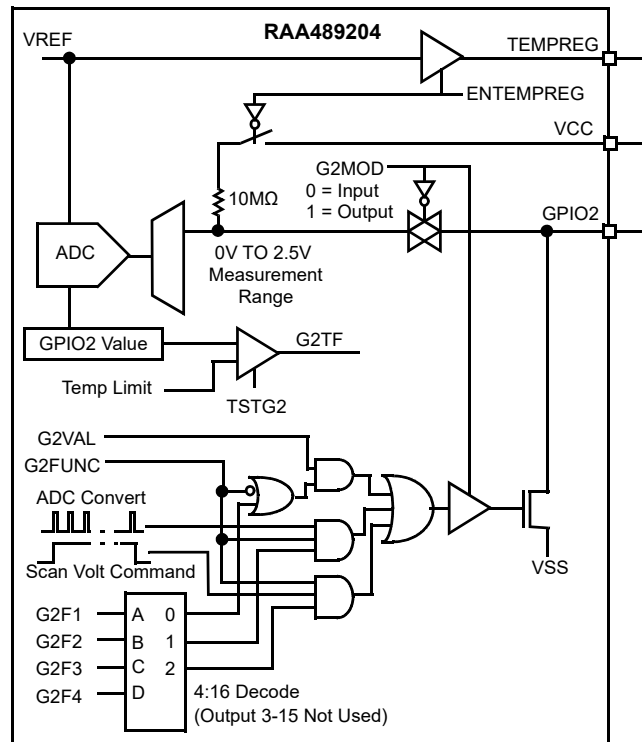 RAA489204
VREF
TEMPREG
ENTEMPREG
VCC
G2MOD
0 = Input
1 = Output
10MΩ
GPIO2
ADC
0V TO 2.5V
Measurement
Range
GPIO2 Value
G2TF
Temp Limit
TSTG2
G2VAL
G2FUNC
ADC Convert
Scan Volt Command
VSS
G2F1
A 0
G2F2
B 1
G2F3
C 2
G2F4
D
4:16 Decode
(Output 3-15 Not Used)